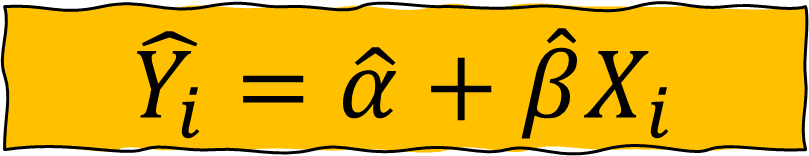 Ŷᵢ = α̂ + β̂Xᵢ